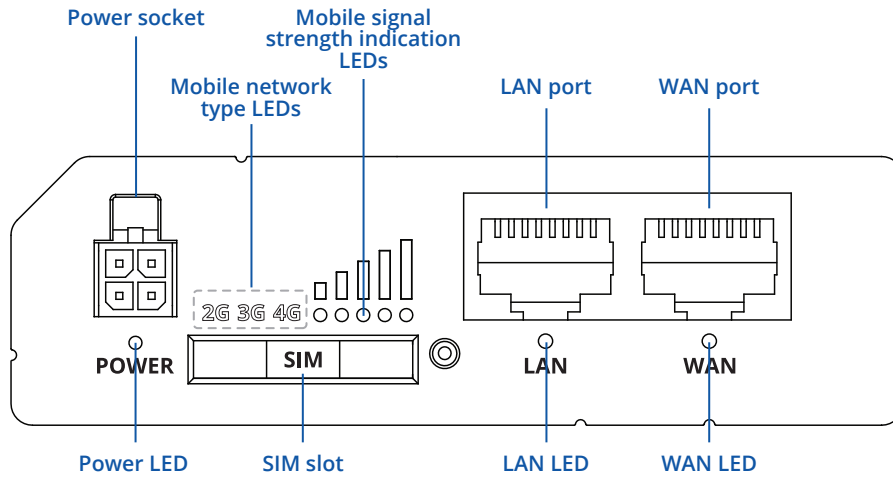 Power socket
Mobile signal
strength indication
LEDs
Mobile network
type LEDs
LAN port
WAN port
2G 3G 4G
POWER
SIM
LAN
WAN
Power LED
SIM slot
LAN LED
WAN LED